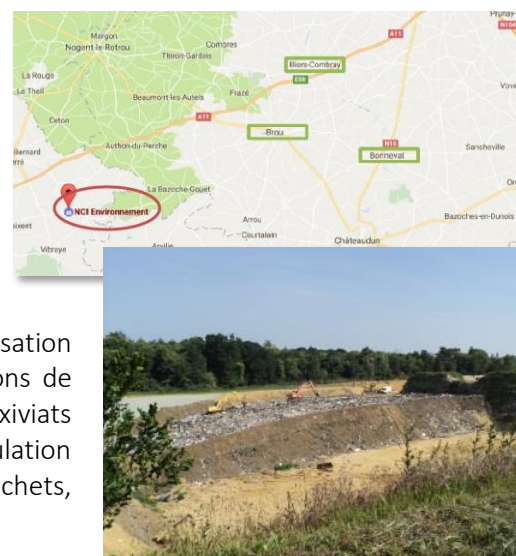 Margon
Nogent-le-Rotrou
Combres
Thiron-Gardais
A11
N154
Illiers-Combray
E50
La Rouge
Le Theil
Beaumont-les-Autels
Frazé
Ceton
A11
Brou
N10
Authon-du-Perche
Bonneval
Sancheville
La Bazoche-Gouet
NCI Environnement
Arrou
Courtalain
Bazoches-en-Dunois
Vibraye
Arville
Châteaudun
sation
ons de
xiviats
ulation
chets,